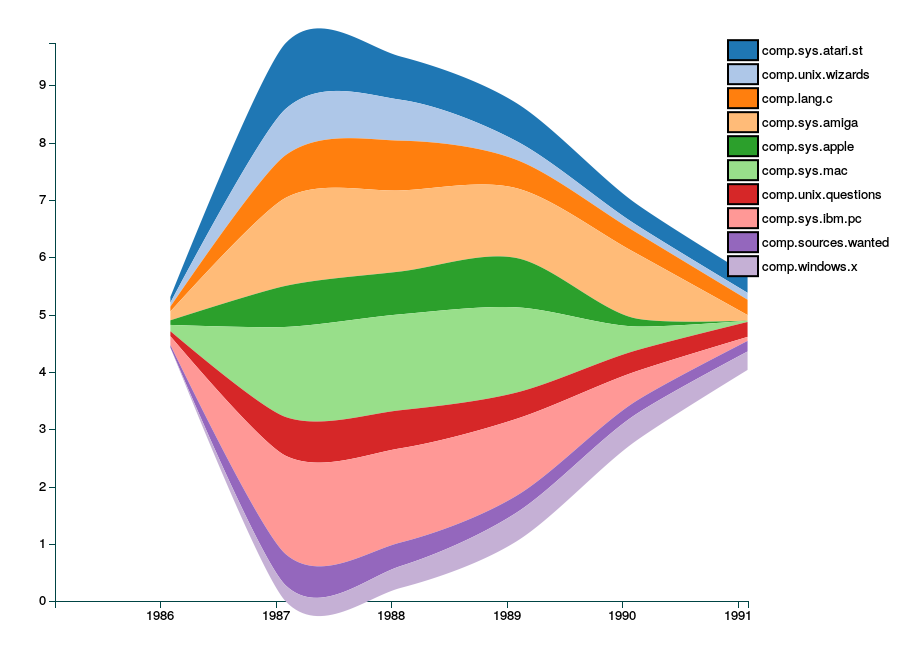 9
8
7
6
5
4
3
2
1
0
1986 1987 1988 1989 1990 1991
comp.sys.atari.st
comp.unix.wizards
comp.lang.c
comp.sys.amiga
comp.sys.apple
comp.sys.mac
comp.unix.questions
comp.sys.ibm.pc
comp.sources.wanted
comp.windows.x